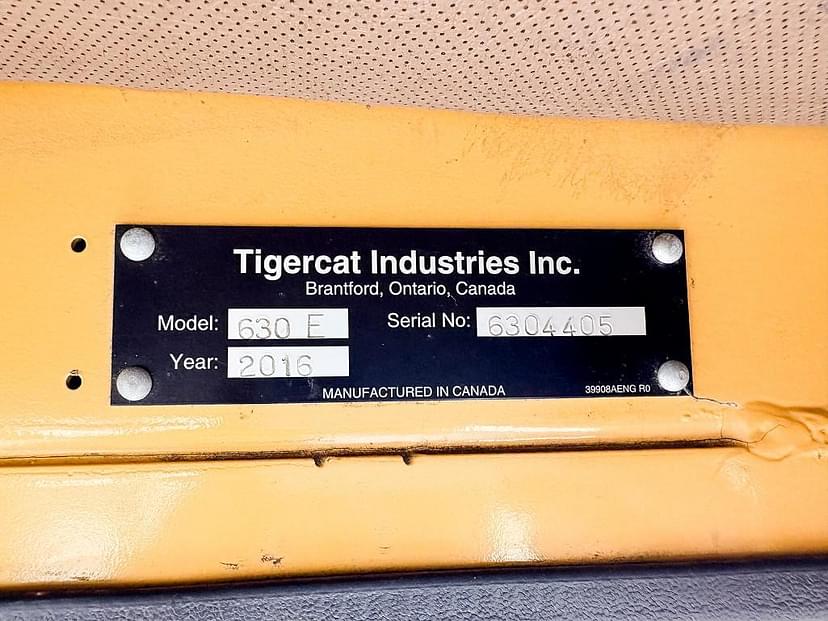 Tigercat Industries Inc.
Brantford, Ontario, Canada
Model: 630 E Serial No: 6304405
Year: 2016
MANUFACTURED IN CANADA 39908AENG R0